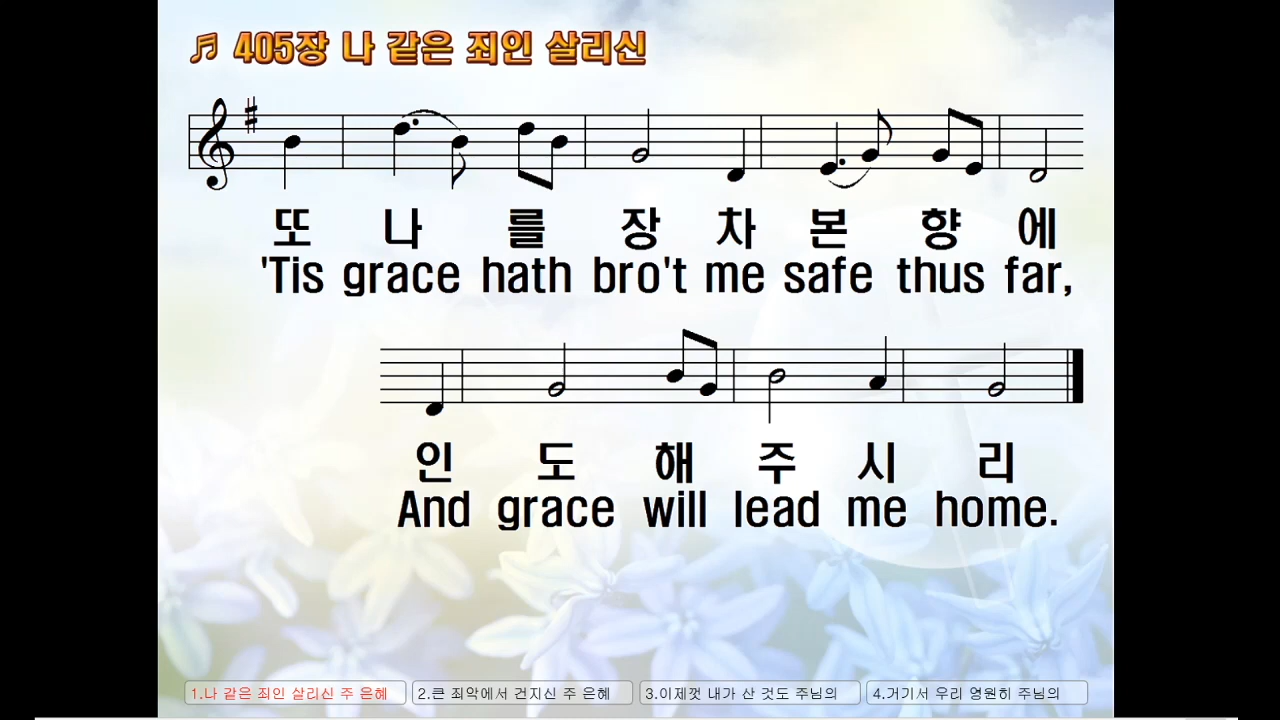 ♬ 405장 나 같은 죄인 살리신
또 나 를 장 차 본 향 에
'Tis grace hath bro't me safe thus far,
인 도 해 주 시 리
And grace will lead me home.
1.나 같은 죄인 살리신 주 은혜
2.큰 죄악에서 건지신 주 은혜
3.이제껏 내가 산 것도 주님의
4.거기서 우리 영원히 주님의